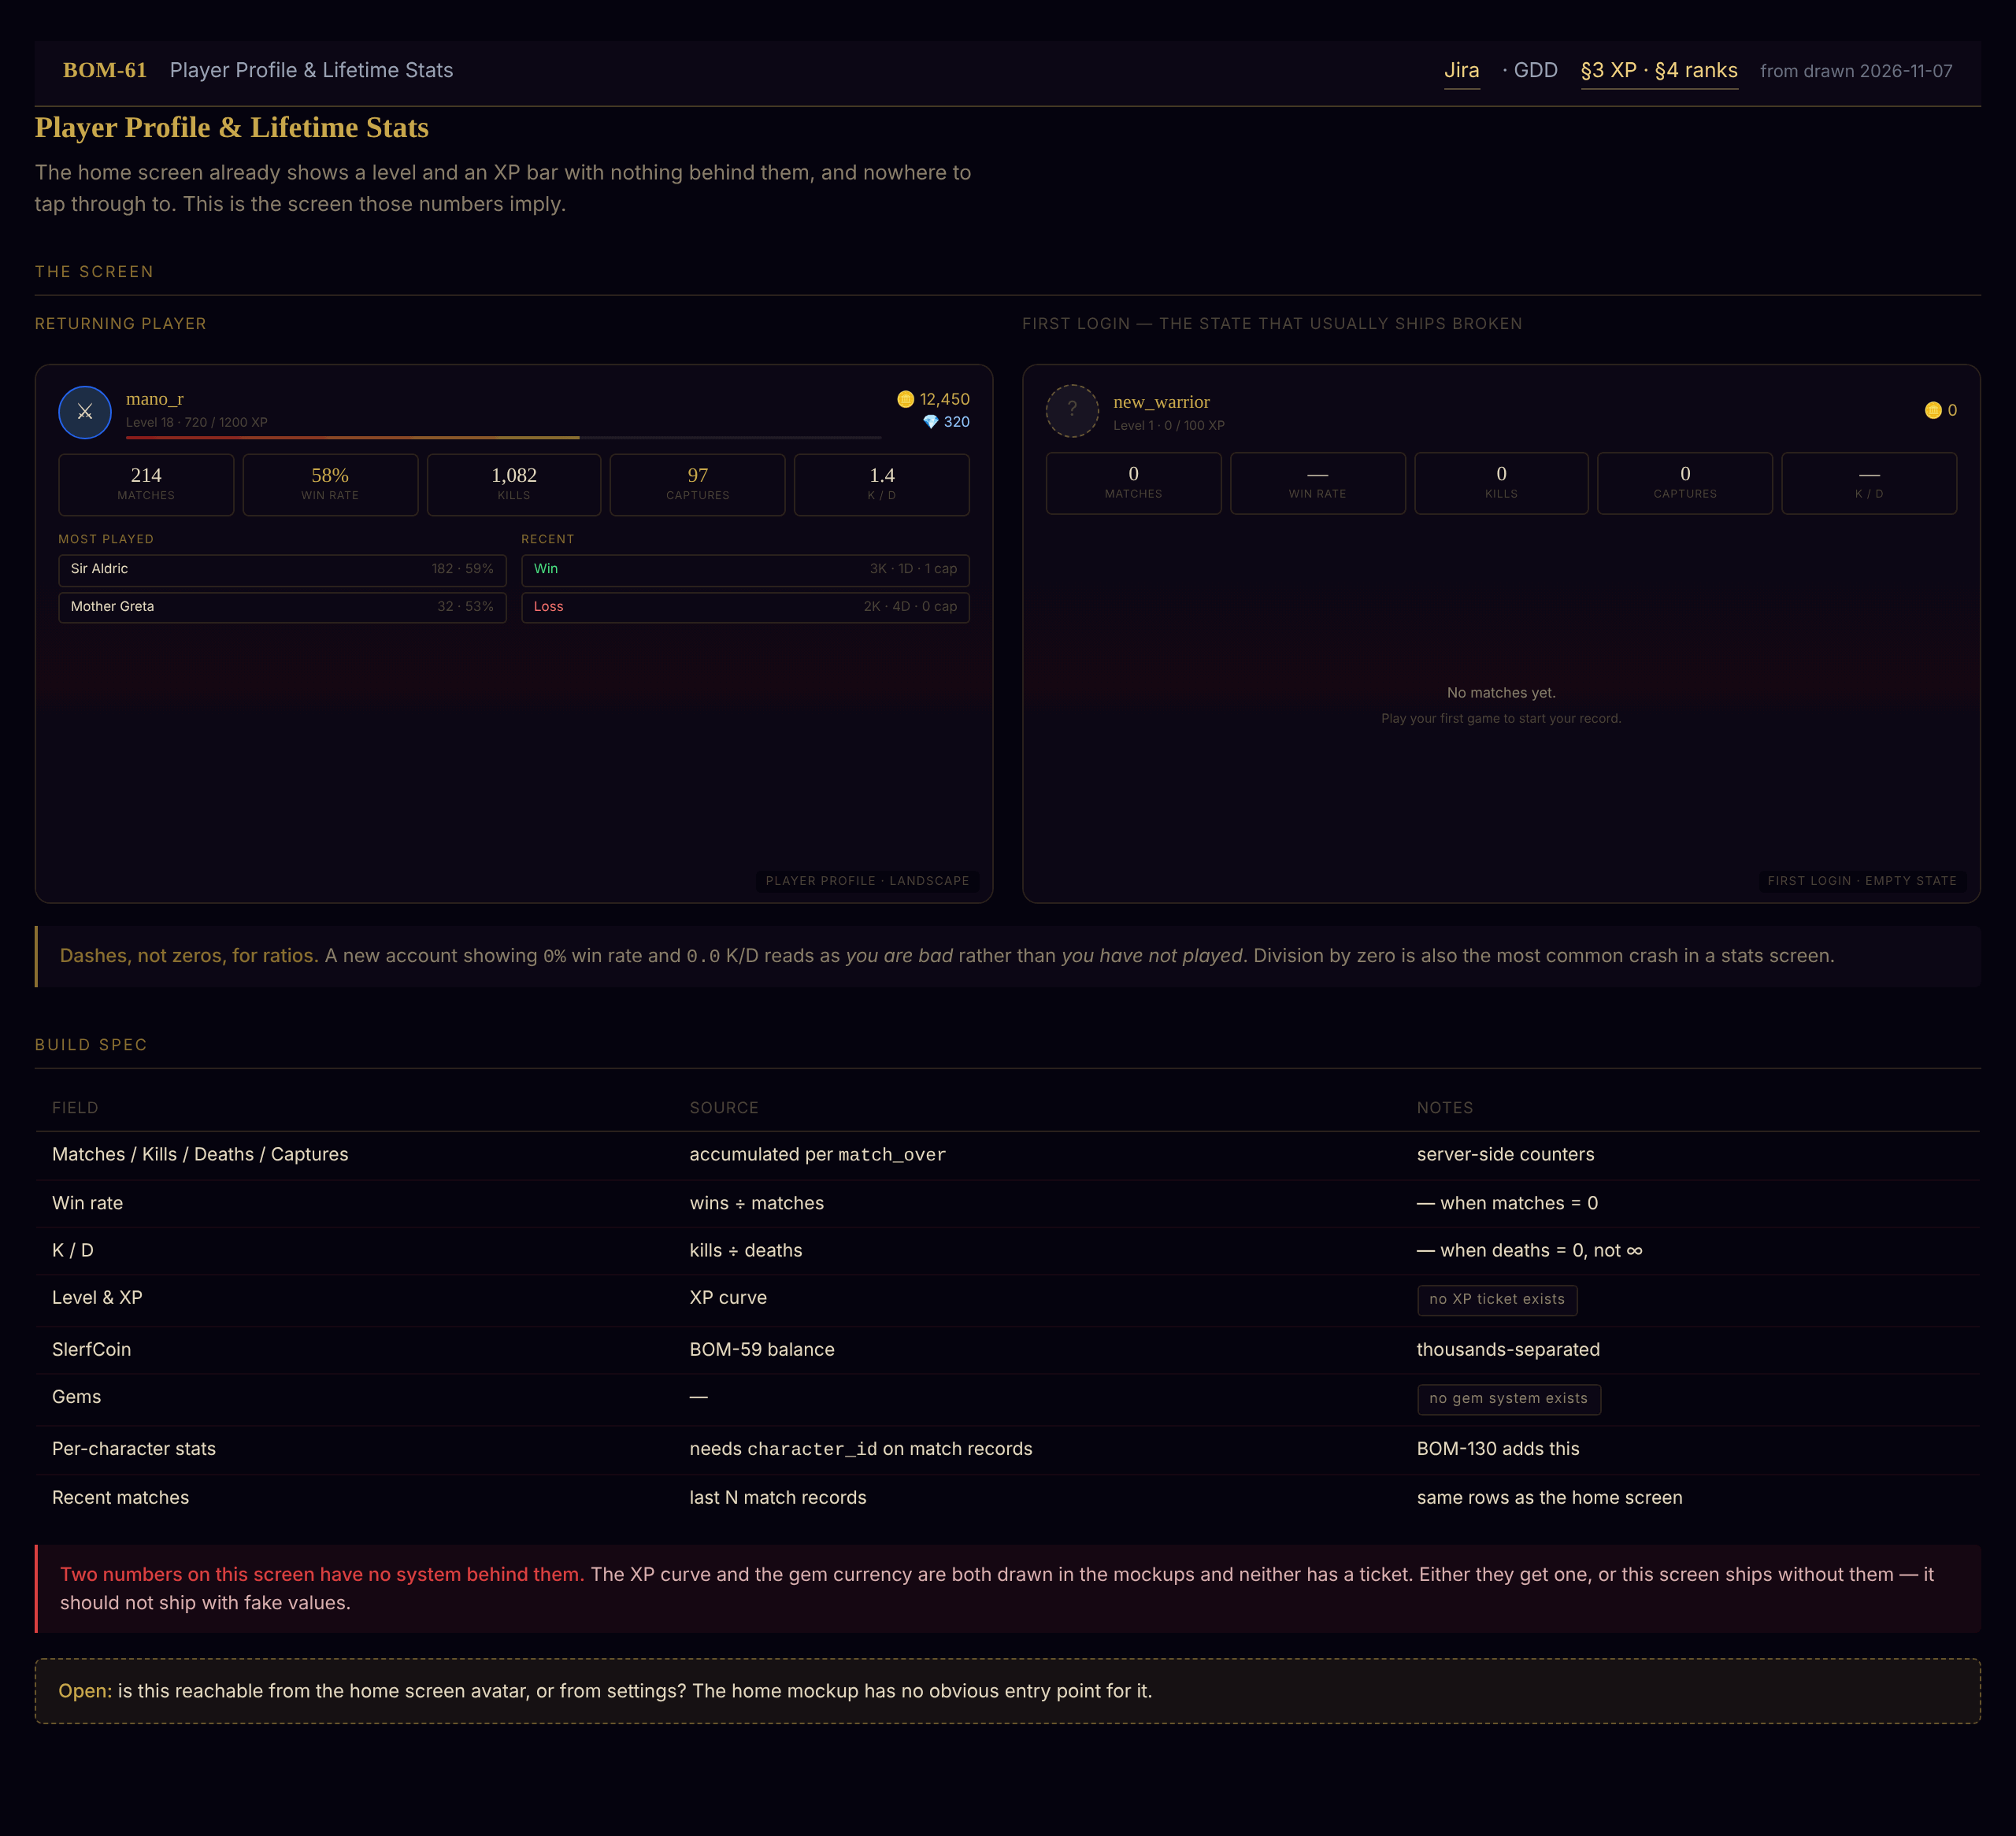 BOM-61 Player Profile & Lifetime Stats Jira · GDD §3 XP · §4 ranks from drawn 2026-11-07
Player Profile & Lifetime Stats
The home screen already shows a level and an XP bar with nothing behind them, and nowhere to
tap through to. This is the screen those numbers imply.
THE SCREEN
RETURNING PLAYER
mano_r
Level 18 · 720 / 1200 XP
🪙 12,450
💎 320
214 58% 1,082 97 1.4
MATCHES WIN RATE KILLS CAPTURES K / D
MOST PLAYED RECENT
Sir Aldric 182 · 59% Win 3K · 1D · 1 cap
Mother Greta 32 · 53% Loss 2K · 4D · 0 cap
PLAYER PROFILE · LANDSCAPE
FIRST LOGIN — THE STATE THAT USUALLY SHIPS BROKEN
?
new_warrior
Level 1 · 0 / 100 XP
🪙 0
0 — 0 0 —
MATCHES WIN RATE KILLS CAPTURES K / D
No matches yet.
Play your first game to start your record.
FIRST LOGIN · EMPTY STATE
Dashes, not zeros, for ratios. A new account showing 0% win rate and 0.0 K/D reads as you are bad rather than you have not played. Division by zero is also the most common crash in a stats screen.
BUILD SPEC
FIELD SOURCE NOTES
Matches / Kills / Deaths / Captures accumulated per match_over server-side counters
Win rate wins ÷ matches — when matches = 0
K / D kills ÷ deaths — when deaths = 0, not ∞
Level & XP XP curve no XP ticket exists
SlerfCoin BOM-59 balance thousands-separated
Gems — no gem system exists
Per-character stats needs character_id on match records BOM-130 adds this
Recent matches last N match records same rows as the home screen
Two numbers on this screen have no system behind them. The XP curve and the gem currency are both drawn in the mockups and neither has a ticket. Either they get one, or this screen ships without them — it
should not ship with fake values.
Open: is this reachable from the home screen avatar, or from settings? The home mockup has no obvious entry point for it.